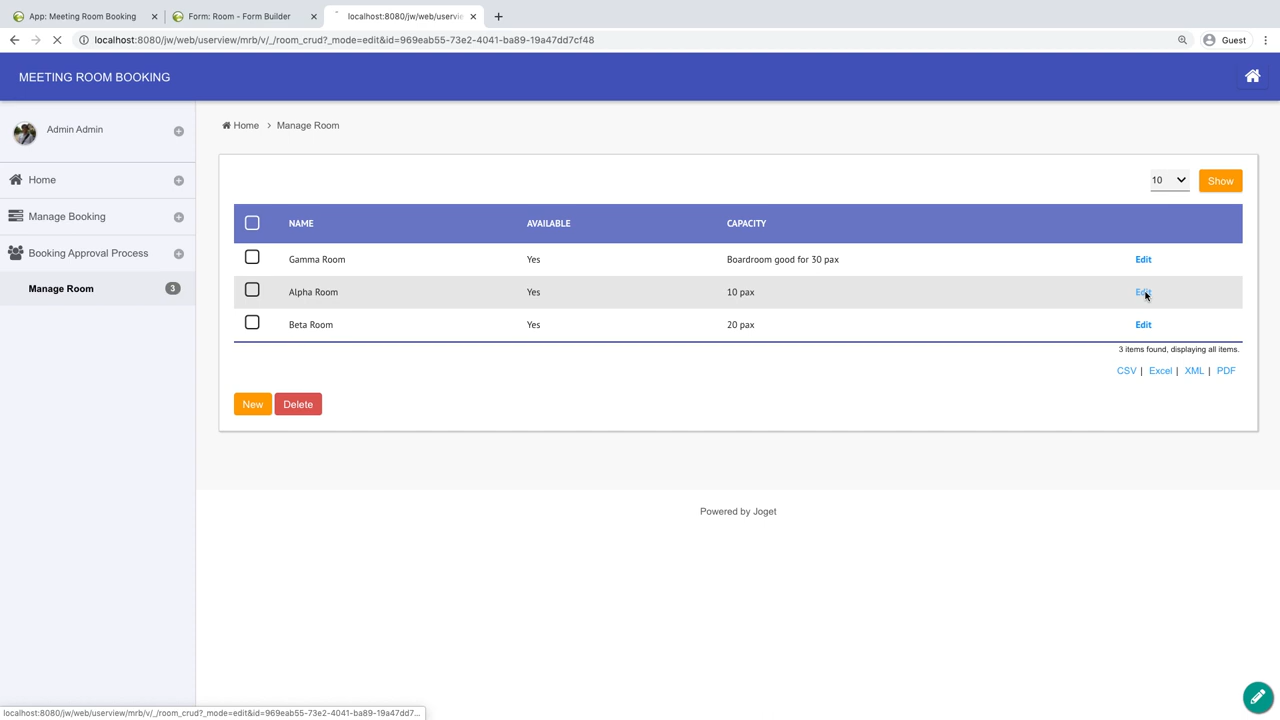 App: Meeting Room Booking
Form: Room - Form Builder
localhost:8080/jw/web/uservie
localhost:8080/jw/web/userview/mrb/v/_/room_crud?_mode=edit&id=969eab55-73e2-4041-ba89-19a47dd7cf48
Guest
MEETING ROOM BOOKING
Admin Admin
Home
Manage Booking
Booking Approval Process
Manage Room 3
Home > Manage Room
10 Show
NAME AVAILABLE CAPACITY
Gamma Room Yes Boardroom good for 30 pax Edit
Alpha Room Yes 10 pax Edit
Beta Room Yes 20 pax Edit
3 items found, displaying all items.
CSV | Excel | XML | PDF
New Delete
Powered by Joget
localhost:8080/jw/web/userview/mrb/v/_/room_crud?_mode=edit&id=969eab55-73e2-4041-ba89-19a47dd7...